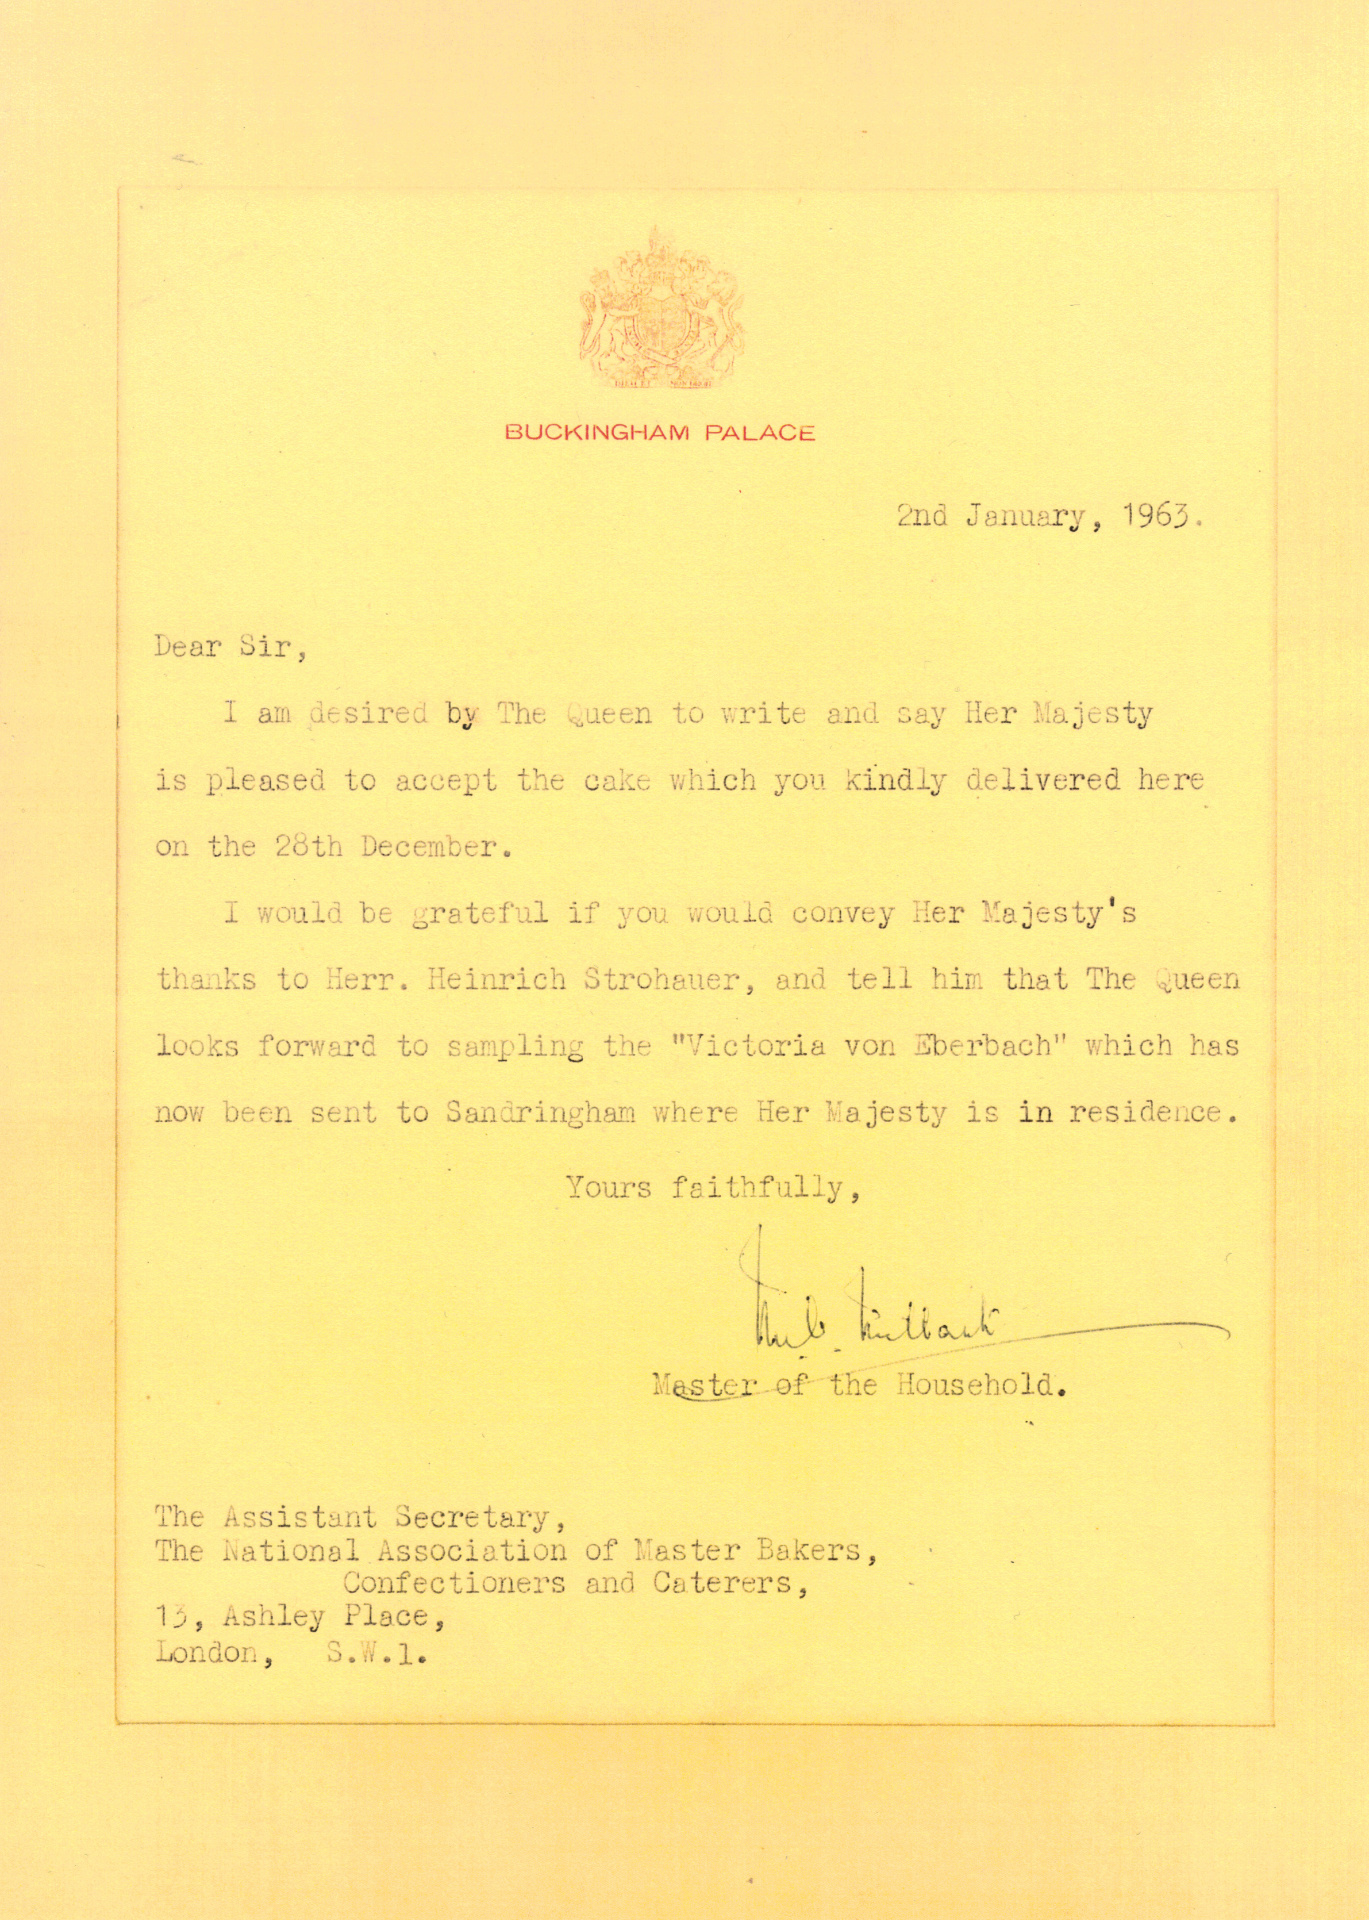 BUCKINGHAM PALACE
2nd January, 1963.
Dear Sir,
I am desired by The Queen to write and say Her Majesty
is pleased to accept the cake which you kindly delivered here
on the 28th December.
I would be grateful if you would convey Her Majesty's
thanks to Herr. Heinrich Strohauer, and tell him that The Queen
looks forward to sampling the "Victoria von Eberbach" which has
now been sent to Sandringham where Her Majesty is in residence.
Yours faithfully,
Master of the Household.
The Assistant Secretary,
The National Association of Master Bakers,
Confectioners and Caterers,
13, Ashley Place,
London, S.W.1.